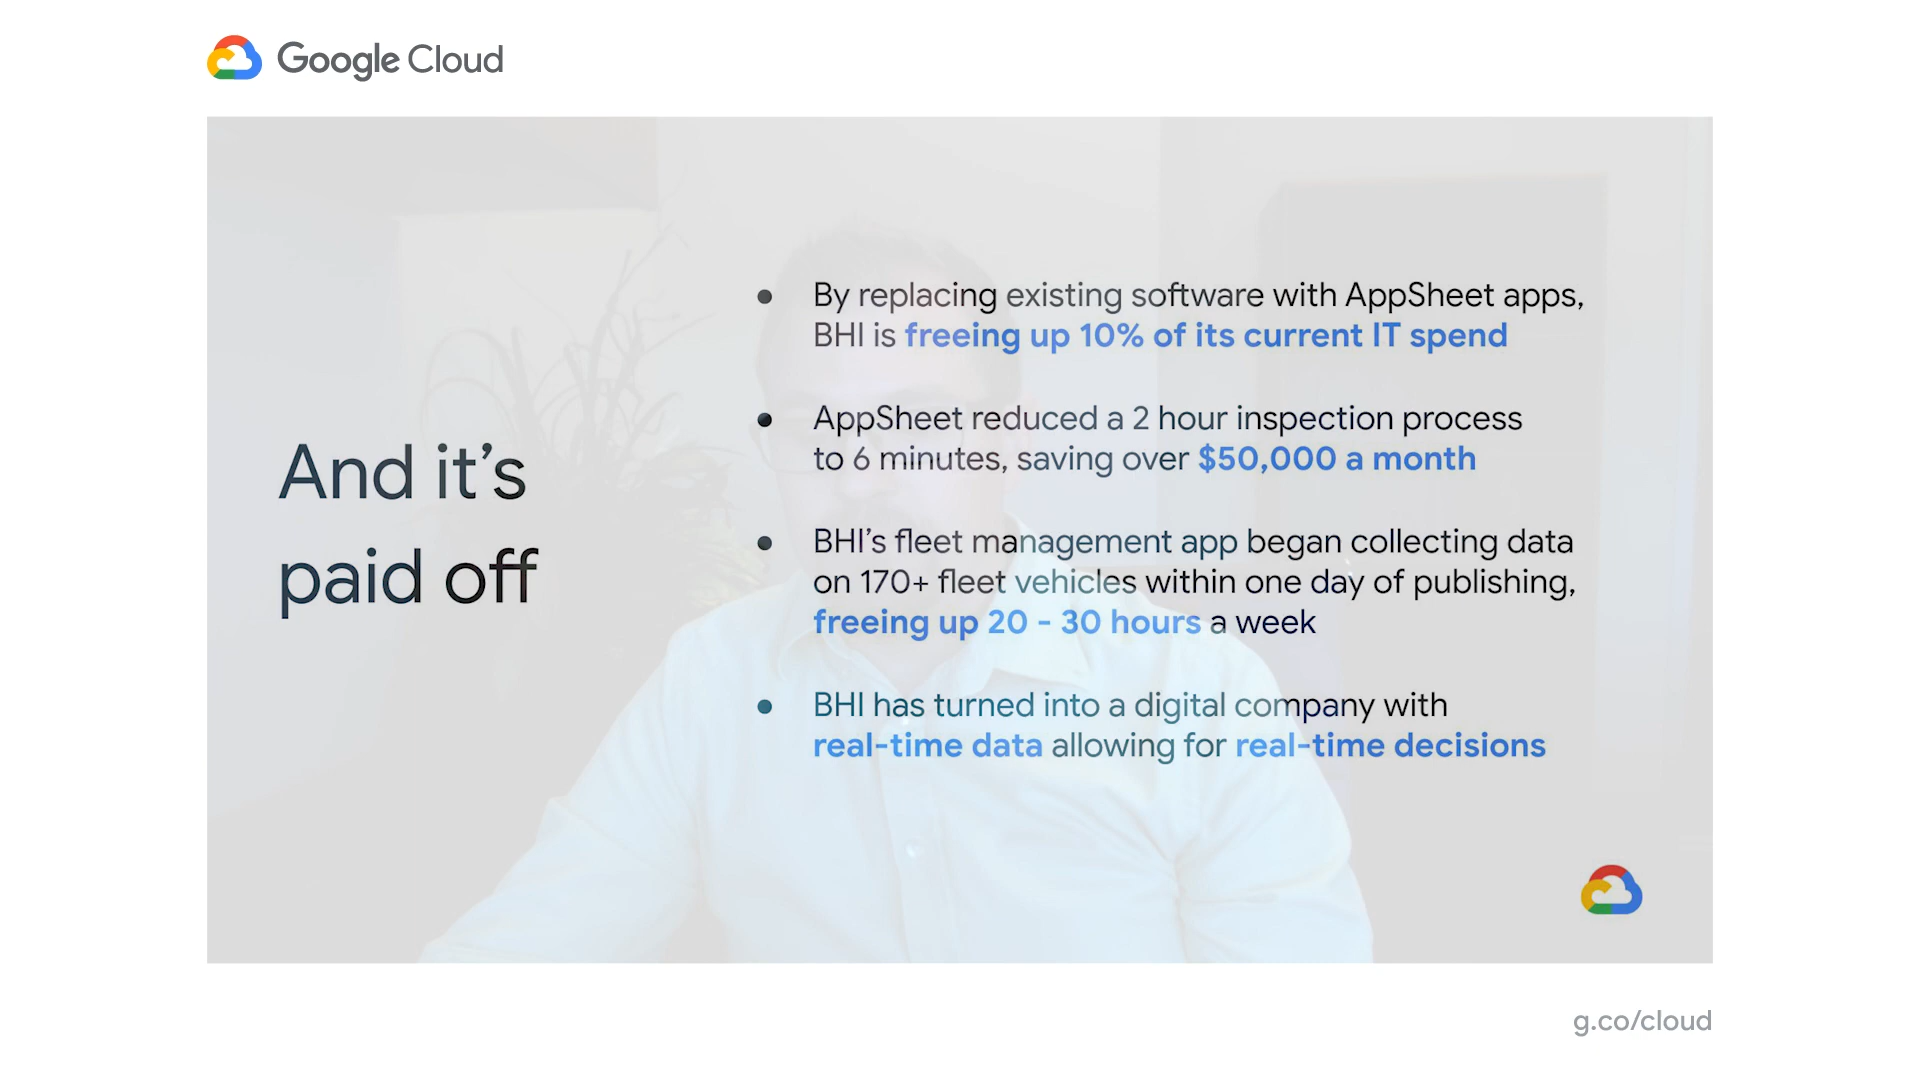 Google Cloud
And it's
paid off
● By replacing existing software with AppSheet apps,
BHI is freeing up 10% of its current IT spend
● AppSheet reduced a 2 hour inspection process
to 6 minutes, saving over $50,000 a month
● BHI’s fleet management app began collecting data
on 170+ fleet vehicles within one day of publishing,
freeing up 20 - 30 hours a week
● BHI has turned into a digital company with
real-time data allowing for real-time decisions
g.co/cloud